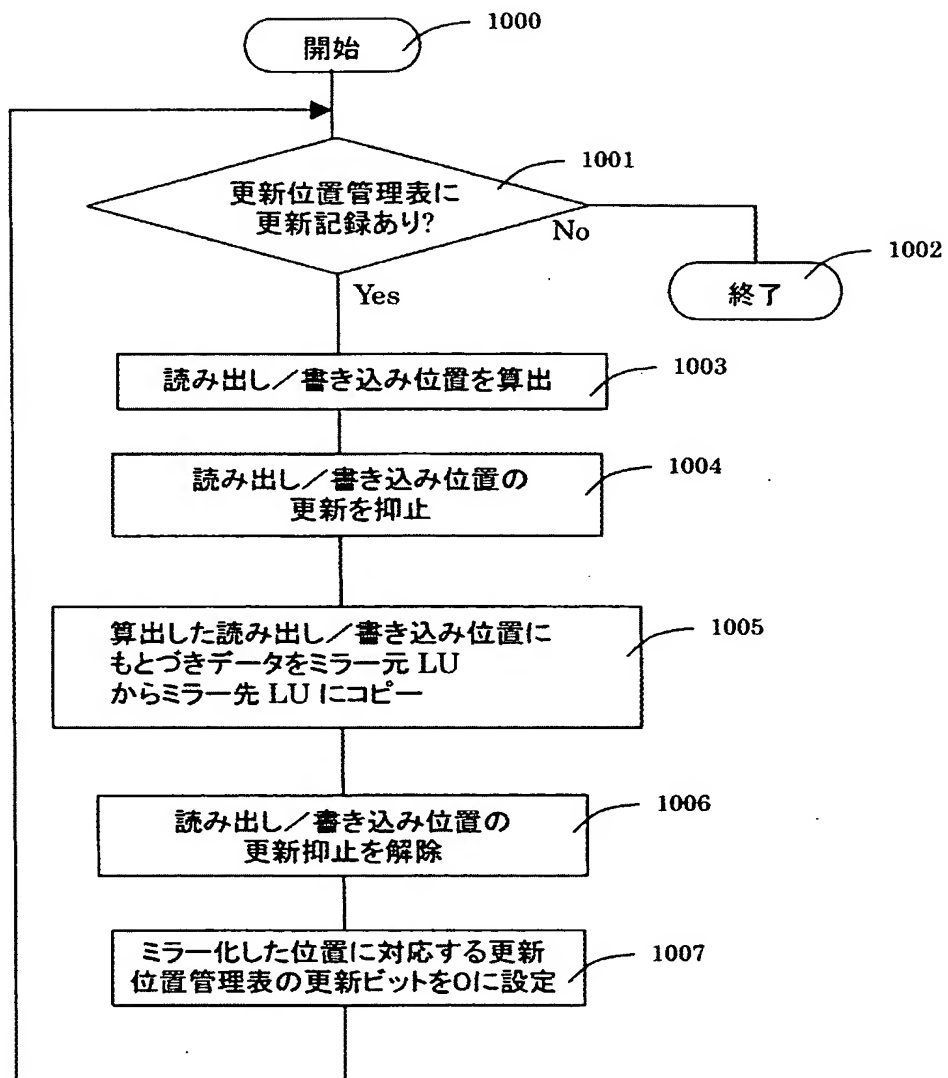 1000
開始
1001
更新位置管理表に
更新記録あり?
No
1002
終了
Yes
読み出し/書き込み位置を算出
1003
読み出し/書き込み位置の
更新を抑止
1004
算出した読み出し/書き込み位置に
もとづきデータをミラー元 LU
からミラー先 LU にコピー
1005
読み出し/書き込み位置の
更新抑止を解除
1006
ミラー化した位置に対応する更新
位置管理表の更新ビットを0に設定
1007